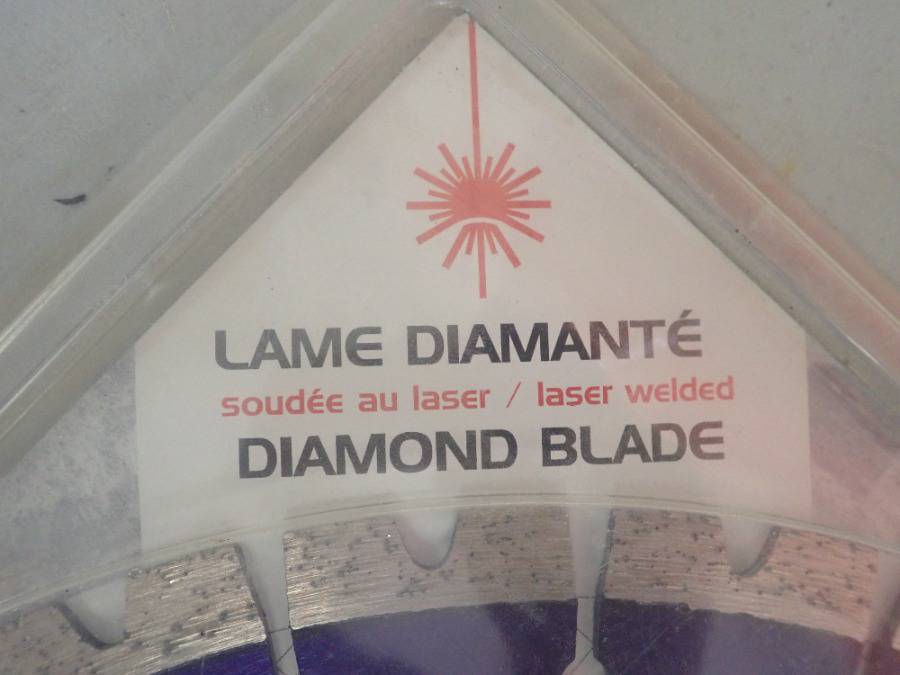 LAME DIAMANTÉ
soudée au laser / laser welded
DIAMOND BLADE